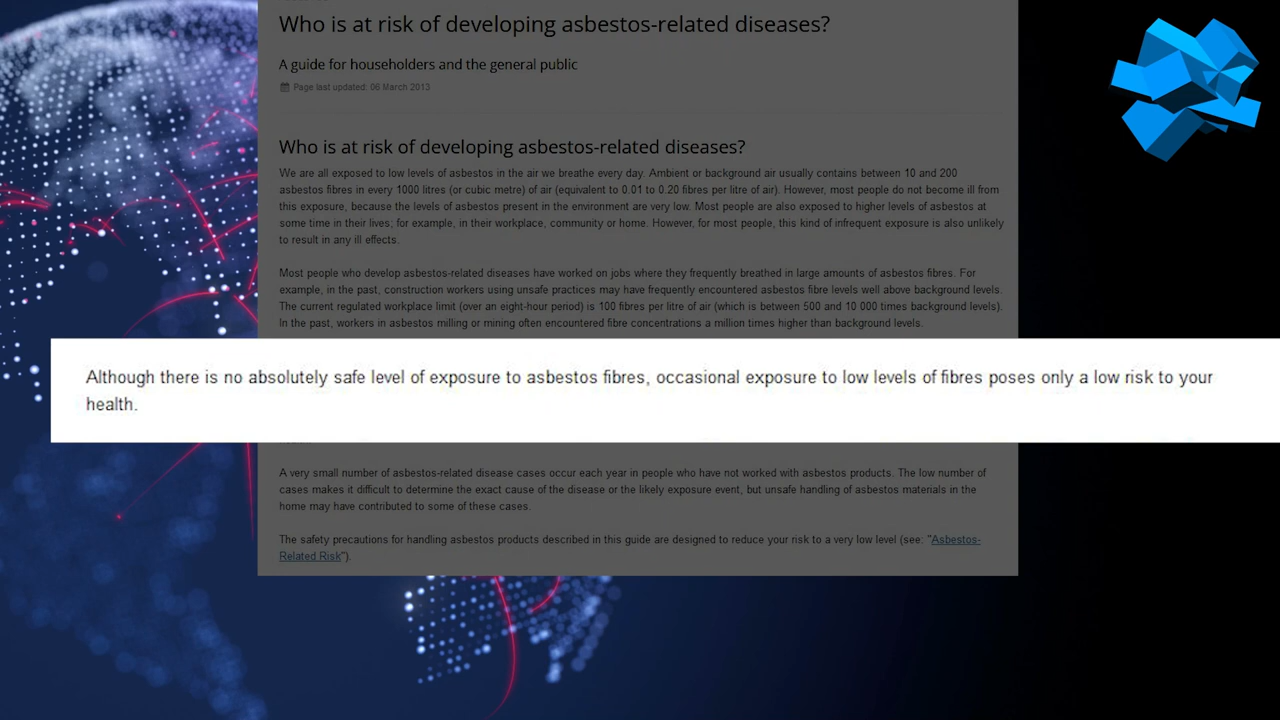 Who is at risk of developing asbestos-related diseases?
A guide for householders and the general public
Page last updated: 06 March 2013
Who is at risk of developing asbestos-related diseases?
We are all exposed to low levels of asbestos in the air we breathe every day. Ambient or background air usually contains between 10 and 200
asbestos fibres in every 1000 litres (or cubic metre) of air (equivalent to 0.01 to 0.20 fibres per litre of air). However, most people do not become ill from
this exposure, because the levels of asbestos present in the environment are very low. Most people are also exposed to higher levels of asbestos at
some time in their lives; for example, in their workplace, community or home. However, for most people, this kind of infrequent exposure is also unlikely
to result in any ill effects.
Most people who develop asbestos-related diseases have worked on jobs where they frequently breathed in large amounts of asbestos fibres. For
example, in the past, construction workers using unsafe practices may have frequently encountered asbestos fibre levels well above background levels.
The current regulated workplace limit (over an eight-hour period) is 100 fibres per litre of air (which is between 500 and 10 000 times background levels).
In the past, workers in asbestos milling or mining often encountered fibre concentrations a million times higher than background levels.
Although there is no absolutely safe level of exposure to asbestos fibres, occasional exposure to low levels of fibres poses only a low risk to your
health.
A very small number of asbestos-related disease cases occur each year in people who have not worked with asbestos products. The low number of
cases makes it difficult to determine the exact cause of the disease or the likely exposure event, but unsafe handling of asbestos materials in the
home may have contributed to some of these cases.
The safety precautions for handling asbestos products described in this guide are designed to reduce your risk to a very low level (see: "Asbestos-
Related Risk").